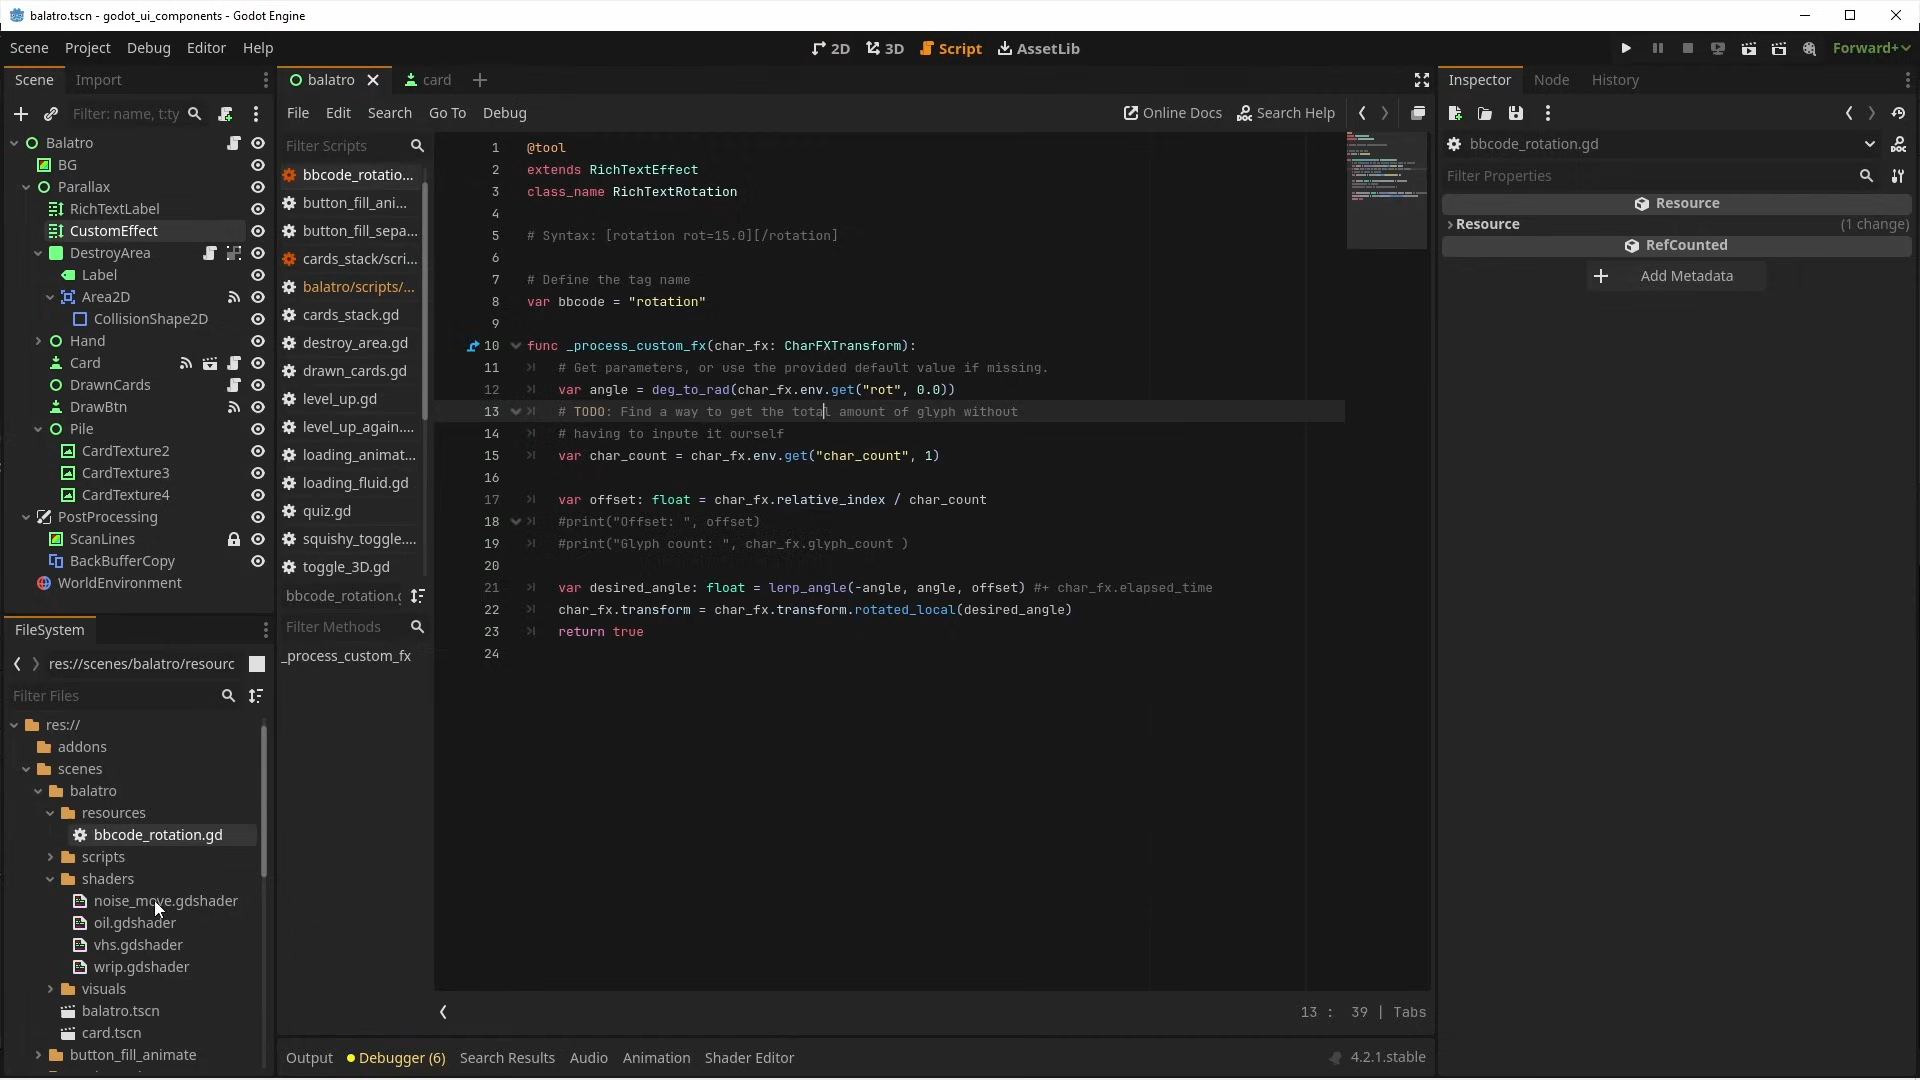 balatro.tscn - godot_ui_components - Godot Engine
Scene Project Debug Editor Help
2D 3D Script AssetLib
Forward+
Scene Import
balatro card
Inspector Node History
Filter: name, t:ty
File Edit Search Go To Debug
Online Docs Search Help
Balatro
BG
Parallax
RichTextLabel
CustomEffect
DestroyArea
Label
Area2D
CollisionShape2D
Hand
Card
DrawnCards
DrawBtn
Pile
CardTexture2
CardTexture3
CardTexture4
PostProcessing
ScanLines
BackBufferCopy
WorldEnvironment
FileSystem
res://scenes/balatro/resourc
Filter Files
res://
addons
scenes
balatro
resources
bbcode_rotation.gd
scripts
shaders
noise_move.gdshader
oil.gdshader
vhs.gdshader
wrip.gdshader
visuals
balatro.tscn
card.tscn
button_fill_animate
Filter Scripts
bbcode_rotatio...
button_fill_ani...
button_fill_sepa...
cards_stack/scri...
balatro/scripts/...
cards_stack.gd
destroy_area.gd
drawn_cards.gd
level_up.gd
level_up_again....
loading_animat...
loading_fluid.gd
quiz.gd
squishy_toggle....
toggle_3D.gd
bbcode_rotation.g
Filter Methods
_process_custom_fx
1 @tool
2 extends RichTextEffect
3 class_name RichTextRotation
4
5 # Syntax: [rotation rot=15.0][/rotation]
6
7 # Define the tag name
8 var bbcode = "rotation"
9
10 func _process_custom_fx(char_fx: CharFXTransform):
11 # Get parameters, or use the provided default value if missing.
12 var angle = deg_to_rad(char_fx.env.get("rot", 0.0))
13 # TODO: Find a way to get the total amount of glyph without
14 # having to inpute it ourself
15 var char_count = char_fx.env.get("char_count", 1)
16
17 var offset: float = char_fx.relative_index / char_count
18 #print("Offset: ", offset)
19 #print("Glyph count: ", char_fx.glyph_count )
20
21 var desired_angle: float = lerp_angle(-angle, angle, offset) #+ char_fx.elapsed_time
22 char_fx.transform = char_fx.transform.rotated_local(desired_angle)
23 return true
24
13 : 39 | Tabs
Output Debugger (6) Search Results Audio Animation Shader Editor
4.2.1.stable
bbcode_rotation.gd
Filter Properties
Resource
Resource (1 change)
RefCounted
Add Metadata